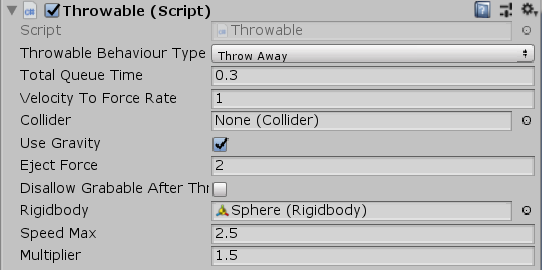 Throwable (Script)
Script Throwable
Throwable Behaviour Type Throw Away
Total Queue Time 0.3
Velocity To Force Rate 1
Collider None (Collider)
Use Gravity
Eject Force 2
Disallow Grabable After Thr
Rigidbody Sphere (Rigidbody)
Speed Max 2.5
Multiplier 1.5